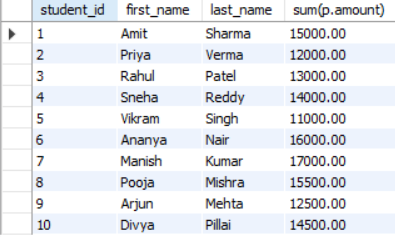 student_id first_name last_name sum(p.amount)
1 Amit Sharma 15000.00
2 Priya Verma 12000.00
3 Rahul Patel 13000.00
4 Sneha Reddy 14000.00
5 Vikram Singh 11000.00
6 Ananya Nair 16000.00
7 Manish Kumar 17000.00
8 Pooja Mishra 15500.00
9 Arjun Mehta 12500.00
10 Divya Pillai 14500.00